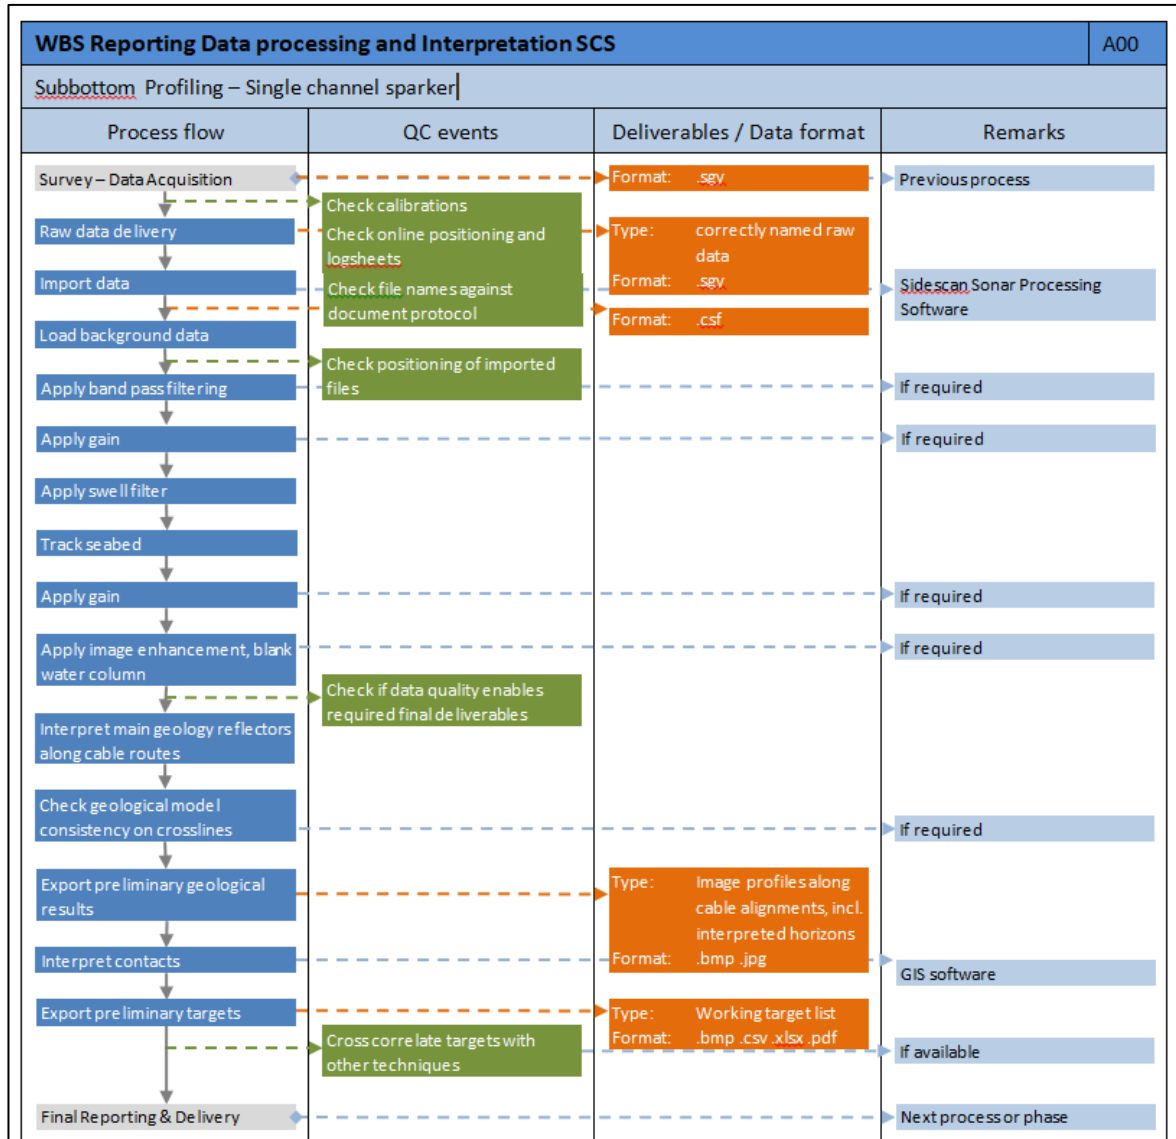 WBS Reporting Data processing and Interpretation SCS
A00
Subbottom Profiling – Single channel sparker
Process flow
QC events
Deliverables / Data format
Remarks
Survey – Data Acquisition
Format: .sgy
Previous process
Check calibrations
Raw data delivery
Check online positioning and
logsheets
Type: correctly named raw
data
Format: .sgy
Import data
Check file names against
document protocol
Sidescan Sonar Processing
Software
Format: .csf
Load background data
Check positioning of imported
files
Apply band pass filtering
If required
Apply gain
If required
Apply swell filter
Track seabed
Apply gain
If required
Apply image enhancement, blank
water column
If required
Check if data quality enables
required final deliverables
Interpret main geology reflectors
along cable routes
Check geological model
consistency on crosslines
If required
Export preliminary geological
results
Type: Image profiles along
cable alignments, incl.
interpreted horizons
Format: .bmp .jpg
Interpret contacts
GIS software
Export preliminary targets
Type: Working target list
Format: .bmp .csv .xlsx .pdf
Cross correlate targets with
other techniques
If available
Final Reporting & Delivery
Next process or phase